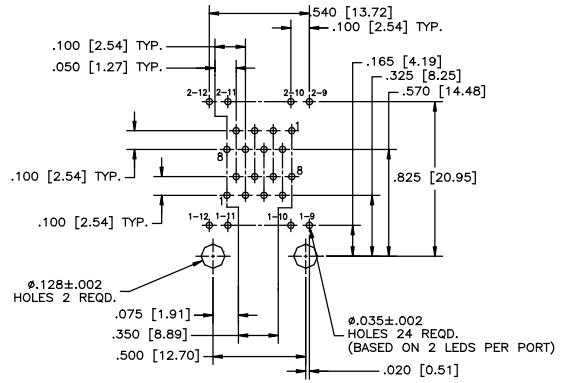 .540 [13.72]
.100 [2.54] TYP.
.100 [2.54] TYP.
.050 [1.27] TYP.
.165 [4.19]
.325 [8.25]
.570 [14.48]
2-12 2-11 2-10 2-9
1
8
.825 [20.95]
.100 [2.54] TYP.
8
1
.100 [2.54] TYP.
1-12 1-11 1-10 1-9
ø.128±.002
HOLES 2 REQD.
.075 [1.91]
.350 [8.89]
.500 [12.70]
ø.035±.002
HOLES 24 REQD.
(BASED ON 2 LEDS PER PORT)
.020 [0.51]